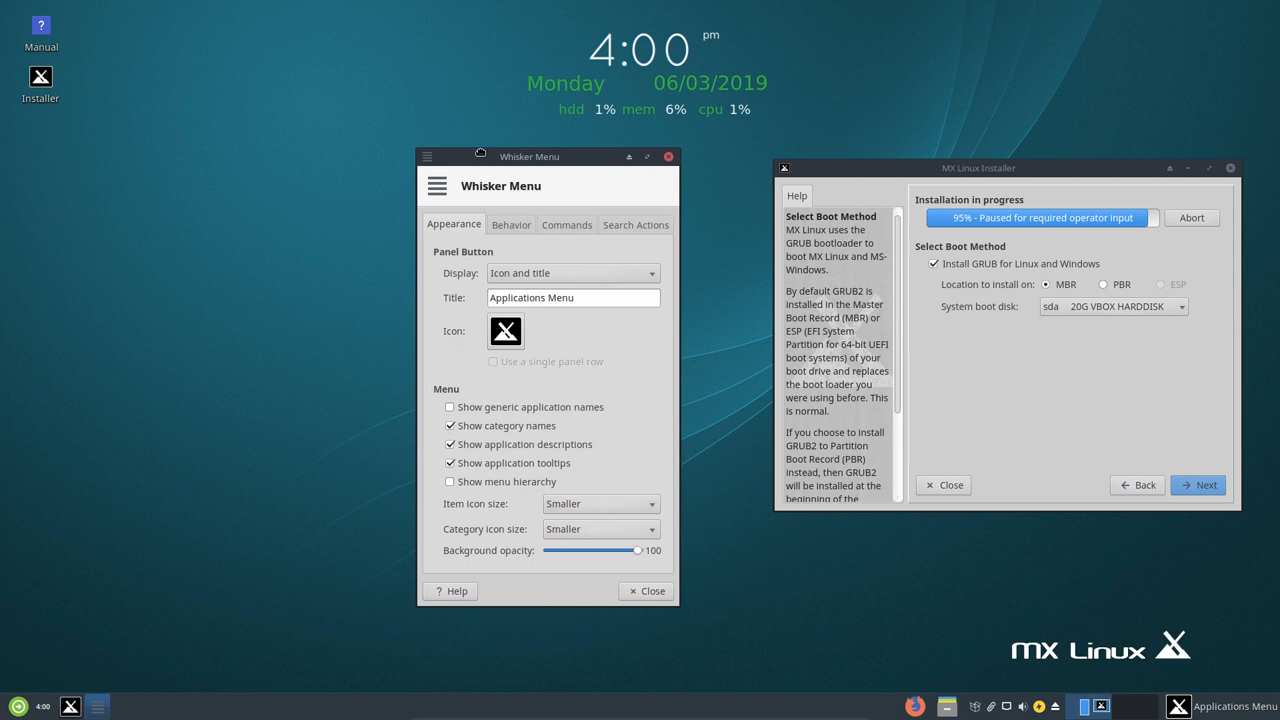 Manual
Installer
4:00 pm
Monday 06/03/2019
hdd 1% mem 6% cpu 1%
Whisker Menu
Whisker Menu
Appearance Behavior Commands Search Actions
Panel Button
Display: Icon and title
Title: Applications Menu
Icon:
Use a single panel row
Menu
Show generic application names
Show category names
Show application descriptions
Show application tooltips
Show menu hierarchy
Item icon size: Smaller
Category icon size: Smaller
Background opacity: 100
? Help
Close
MX Linux Installer
Help
Select Boot Method
MX Linux uses the
GRUB bootloader to
boot MX Linux and MS-
Windows.
By default GRUB2 is
installed in the Master
Boot Record (MBR) or
ESP (EFI System
Partition for 64-bit UEFI
boot systems) of your
boot drive and replaces
the boot loader you
were using before. This
is normal.
If you choose to install
GRUB2 to Partition
Boot Record (PBR)
instead, then GRUB2
will be installed at the
beginning of the
Installation in progress
95% - Paused for required operator input
Abort
Select Boot Method
Install GRUB for Linux and Windows
Location to install on: MBR PBR ESP
System boot disk: sda 20G VBOX HARDDISK
Close
Back
Next
MX Linux
4:00
Applications Menu